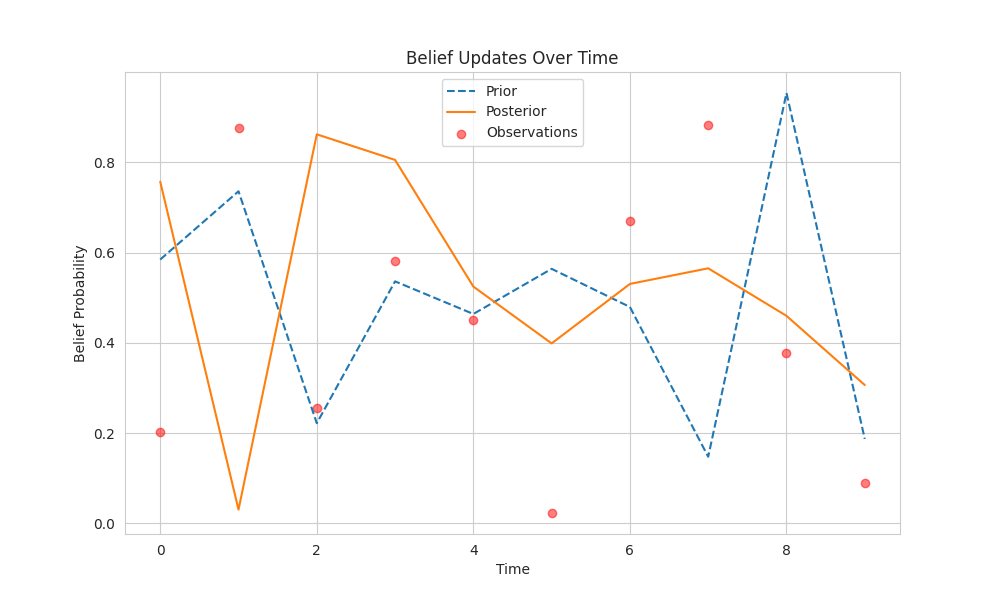 Belief Updates Over Time
Prior
Posterior
Observations
Belief Probability
0.8
0.6
0.4
0.2
0.0
0 2 4 6 8
Time